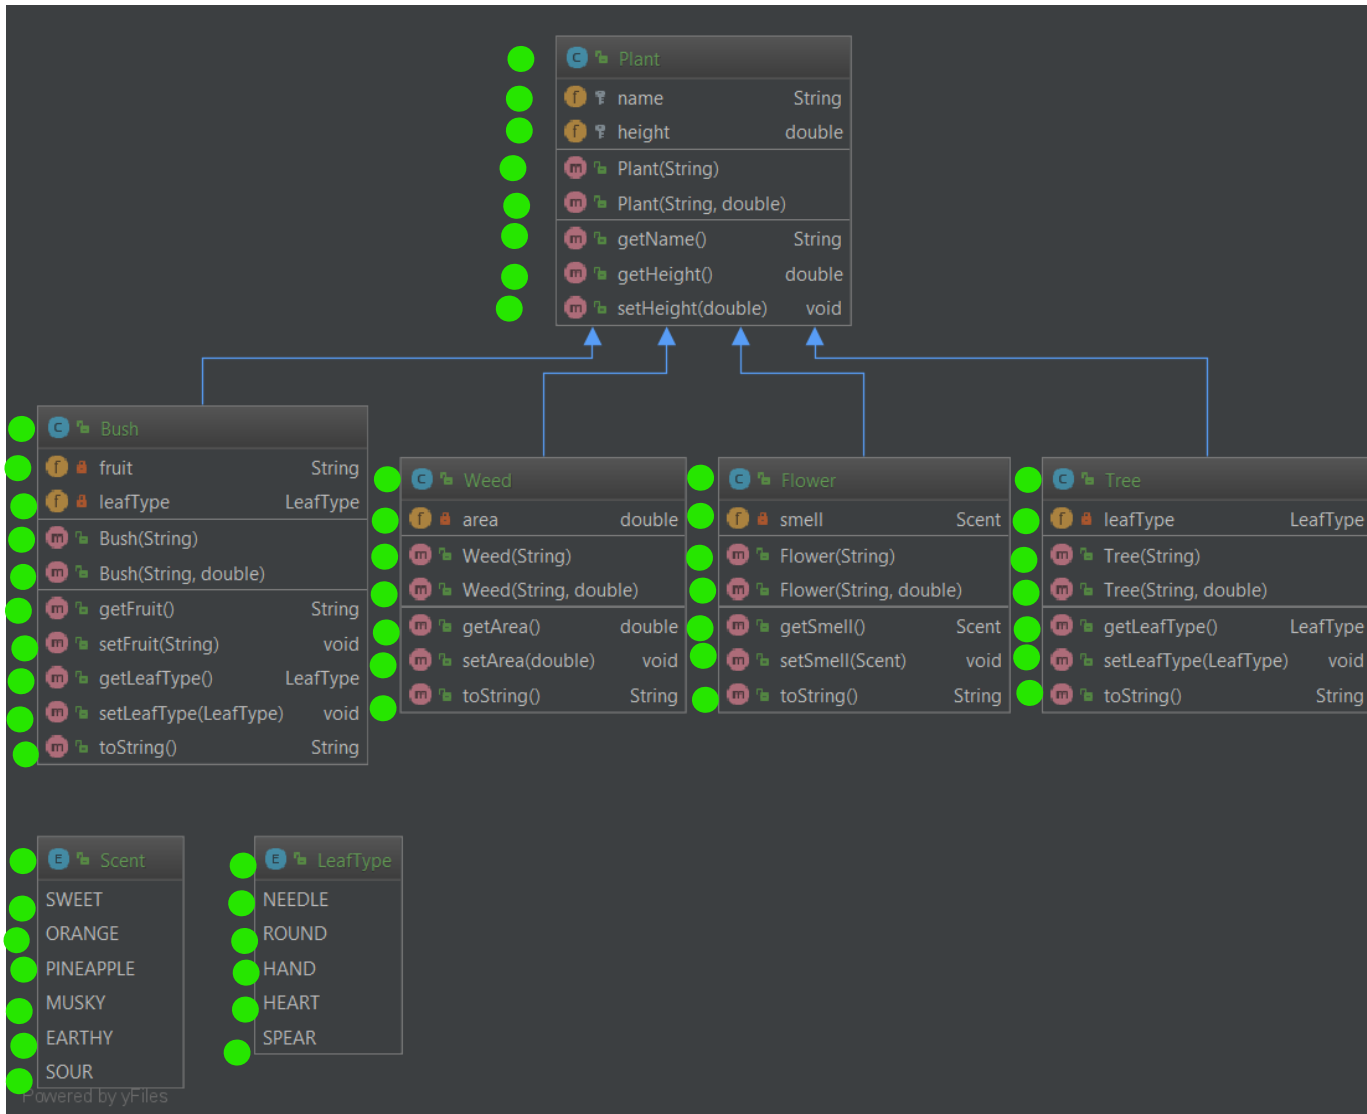 C Plant
f name String
f height double
m Plant(String)
m Plant(String, double)
m getName() String
m getHeight() double
m setHeight(double) void
C Bush
f fruit String
f leafType LeafType
m Bush(String)
m Bush(String, double)
m getFruit() String
m setFruit(String) void
m getLeafType() LeafType
m setLeafType(LeafType) void
m toString() String
C Weed
f area double
m Weed(String)
m Weed(String, double)
m getArea() double
m setArea(double) void
m toString() String
C Flower
f smell Scent
m Flower(String)
m Flower(String, double)
m getSmell() Scent
m setSmell(Scent) void
m toString() String
C Tree
f leafType LeafType
m Tree(String)
m Tree(String, double)
m getLeafType() LeafType
m setLeafType(LeafType) void
m toString() String
E Scent
SWEET
ORANGE
PINEAPPLE
MUSKY
EARTHY
SOUR
E LeafType
NEEDLE
ROUND
HAND
HEART
SPEAR
Powered by yFiles